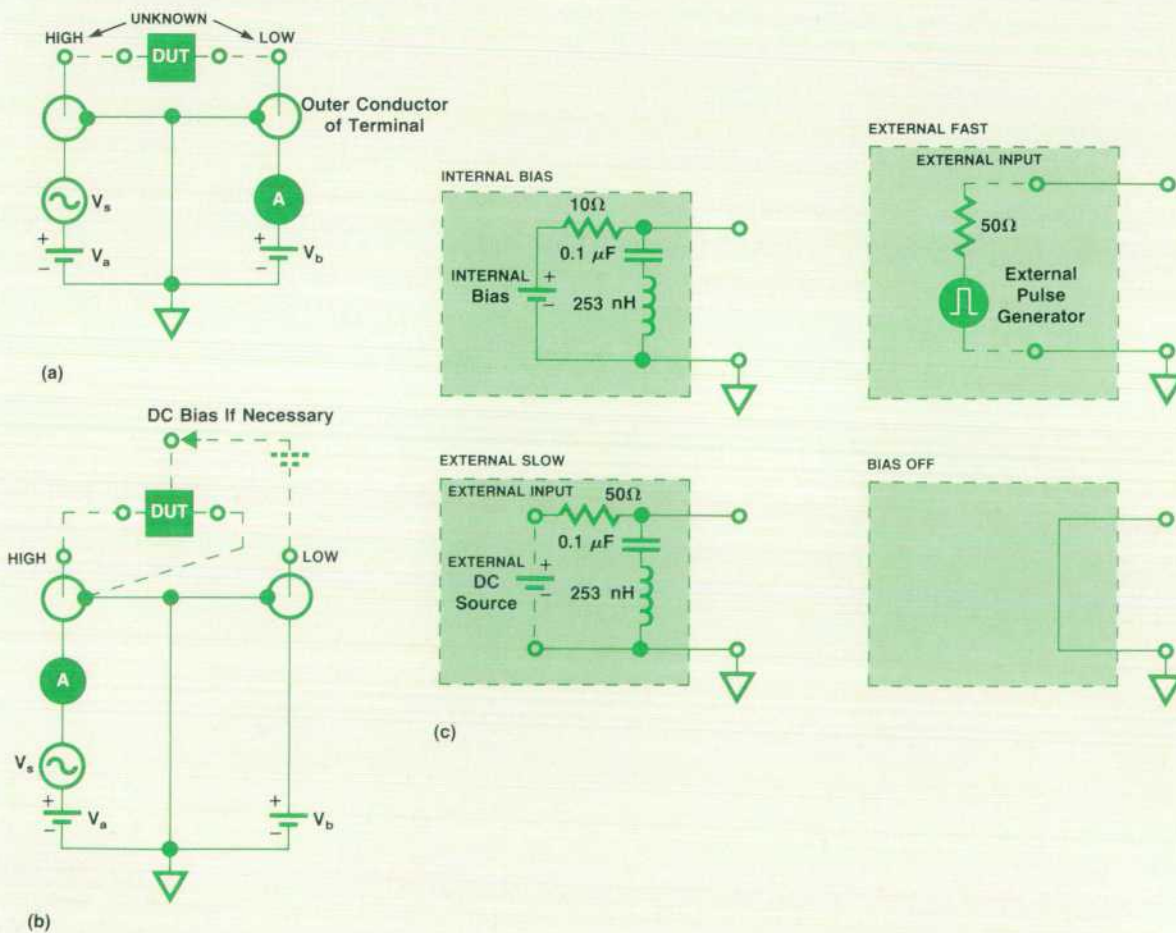 UNKNOWN
HIGH
LOW
DUT
Outer Conductor
of Terminal
Vs
A
+
−
Va
+
−
Vb
(a)
DC Bias If Necessary
DUT
HIGH
LOW
A
Vs
+
−
Va
+
−
Vb
(b)
INTERNAL BIAS
10Ω
0.1 μF
INTERNAL
Bias
+
−
253 nH
EXTERNAL SLOW
EXTERNAL INPUT
50Ω
0.1 μF
EXTERNAL
DC
Source
+
−
253 nH
(c)
EXTERNAL FAST
EXTERNAL INPUT
50Ω
External
Pulse
Generator
BIAS OFF